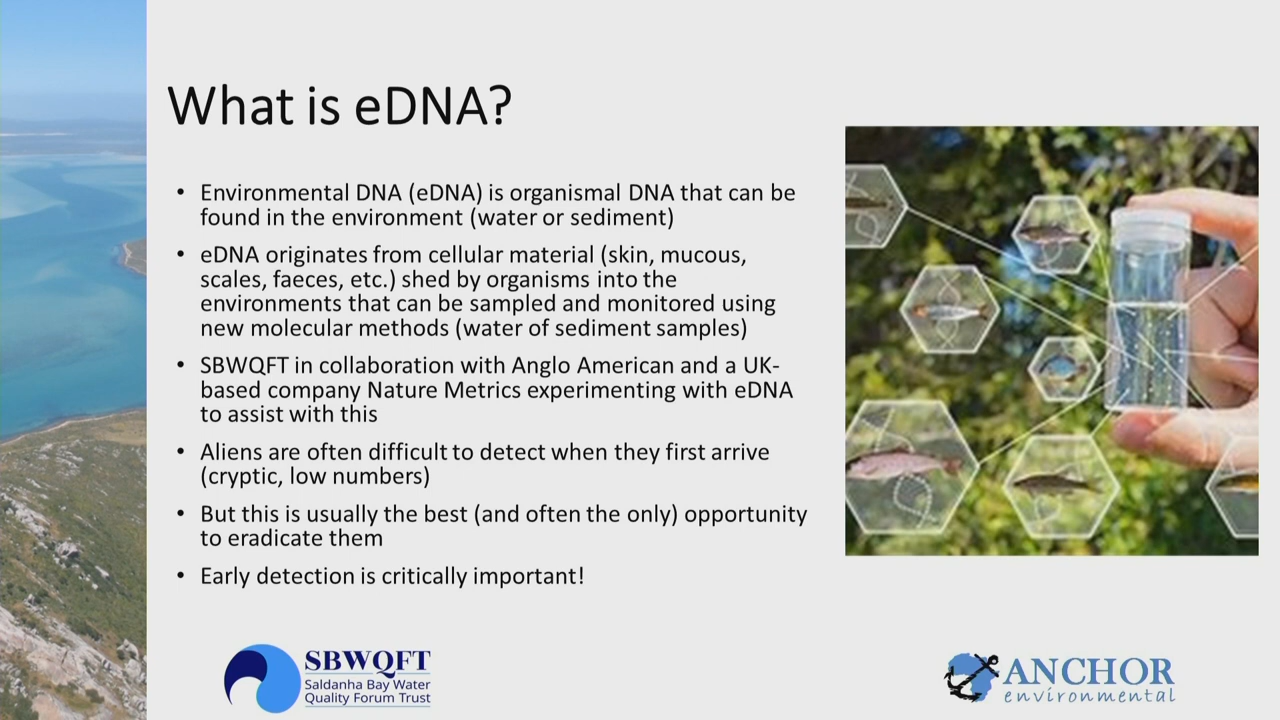 What is eDNA?
• Environmental DNA (eDNA) is organismal DNA that can be
found in the environment (water or sediment)
• eDNA originates from cellular material (skin, mucous,
scales, faeces, etc.) shed by organisms into the
environments that can be sampled and monitored using
new molecular methods (water of sediment samples)
• SBWQFT in collaboration with Anglo American and a UK-
based company Nature Metrics experimenting with eDNA
to assist with this
• Aliens are often difficult to detect when they first arrive
(cryptic, low numbers)
• But this is usually the best (and often the only) opportunity
to eradicate them
• Early detection is critically important!
SBWQFT
Saldanha Bay Water
Quality Forum Trust
ANCHOR
environmental